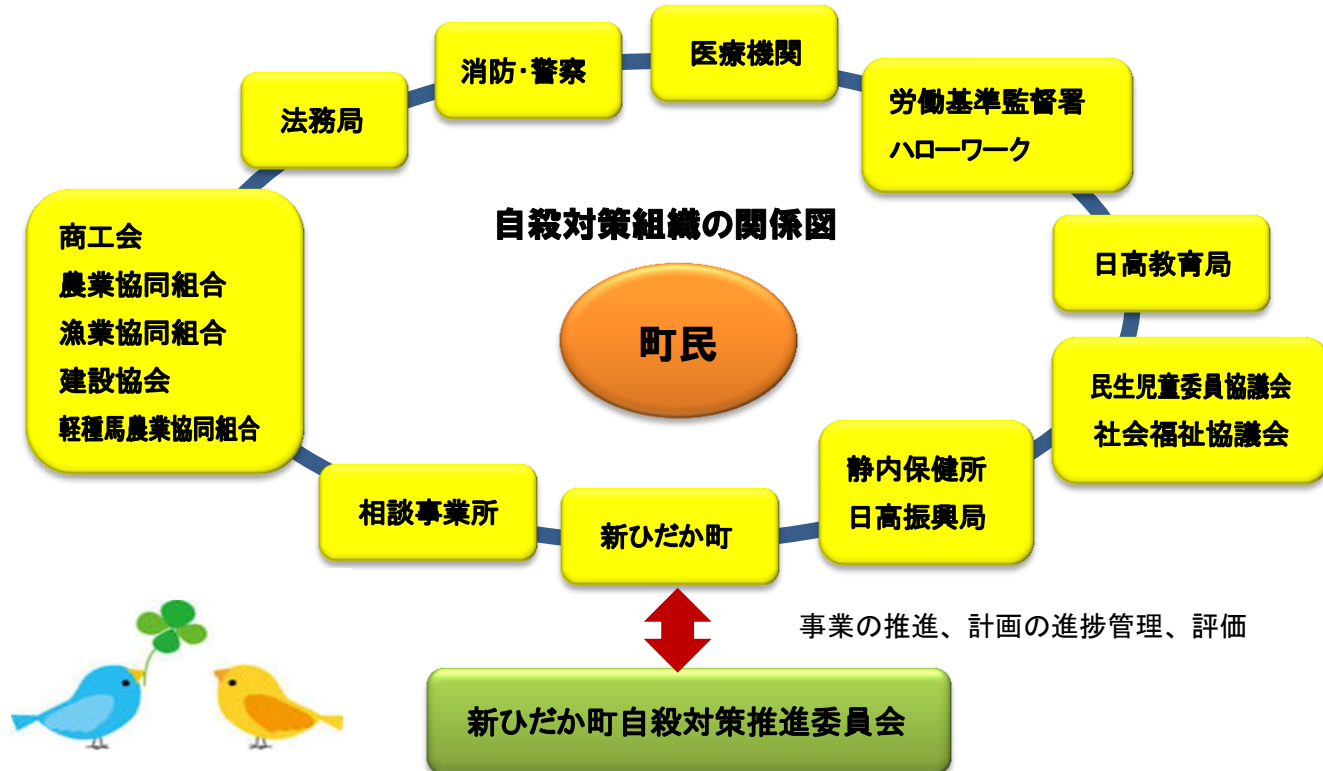 消防・警察
医療機関
法務局
労働基準監督署
ハローワーク
自殺対策組織の関係図
商工会
農業協同組合
漁業協同組合
建設協会
軽種馬農業協同組合
日高教育局
町民
民生児童委員協議会
社会福祉協議会
静内保健所
日高振興局
相談事業所
新ひだか町
事業の推進、計画の進捗管理、評価
新ひだか町自殺対策推進委員会